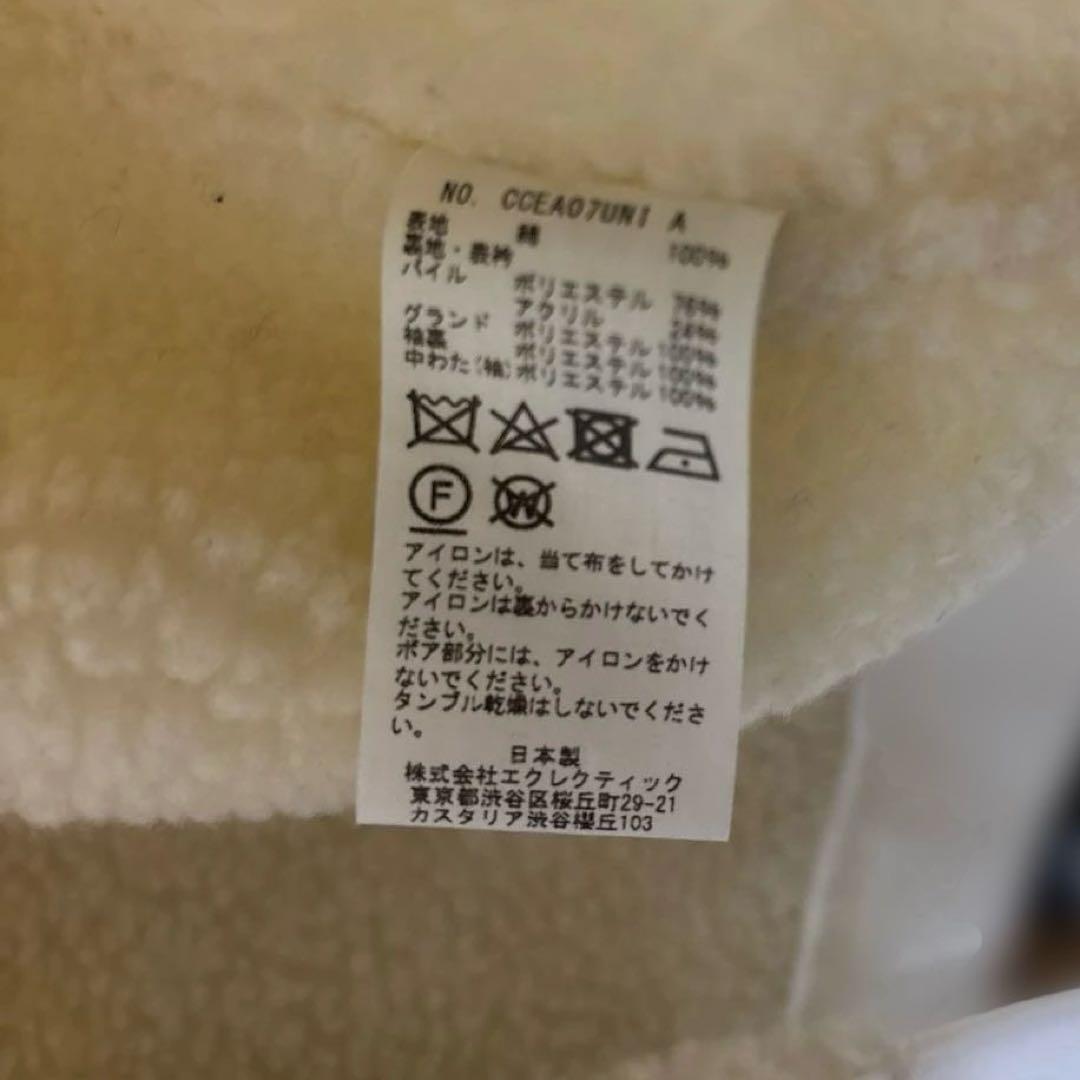 NO. CCEA07UNI A
表地 綿 100%
裏地・表衿
パイル ポリエステル 76%
アクリル 24%
グランド ポリエステル 100%
袖裏 ポリエステル 100%
中わた(袖) ポリエステル 100%
F W
アイロンは、当て布をしてかけ
てください。
アイロンは裏からかけないでく
ださい。
ボア部分には、アイロンをかけ
ないでください。
タンブル乾燥はしないでくださ
い。
日本製
株式会社エクレクティック
東京都渋谷区桜丘町29-21
カスタリア渋谷櫻丘103